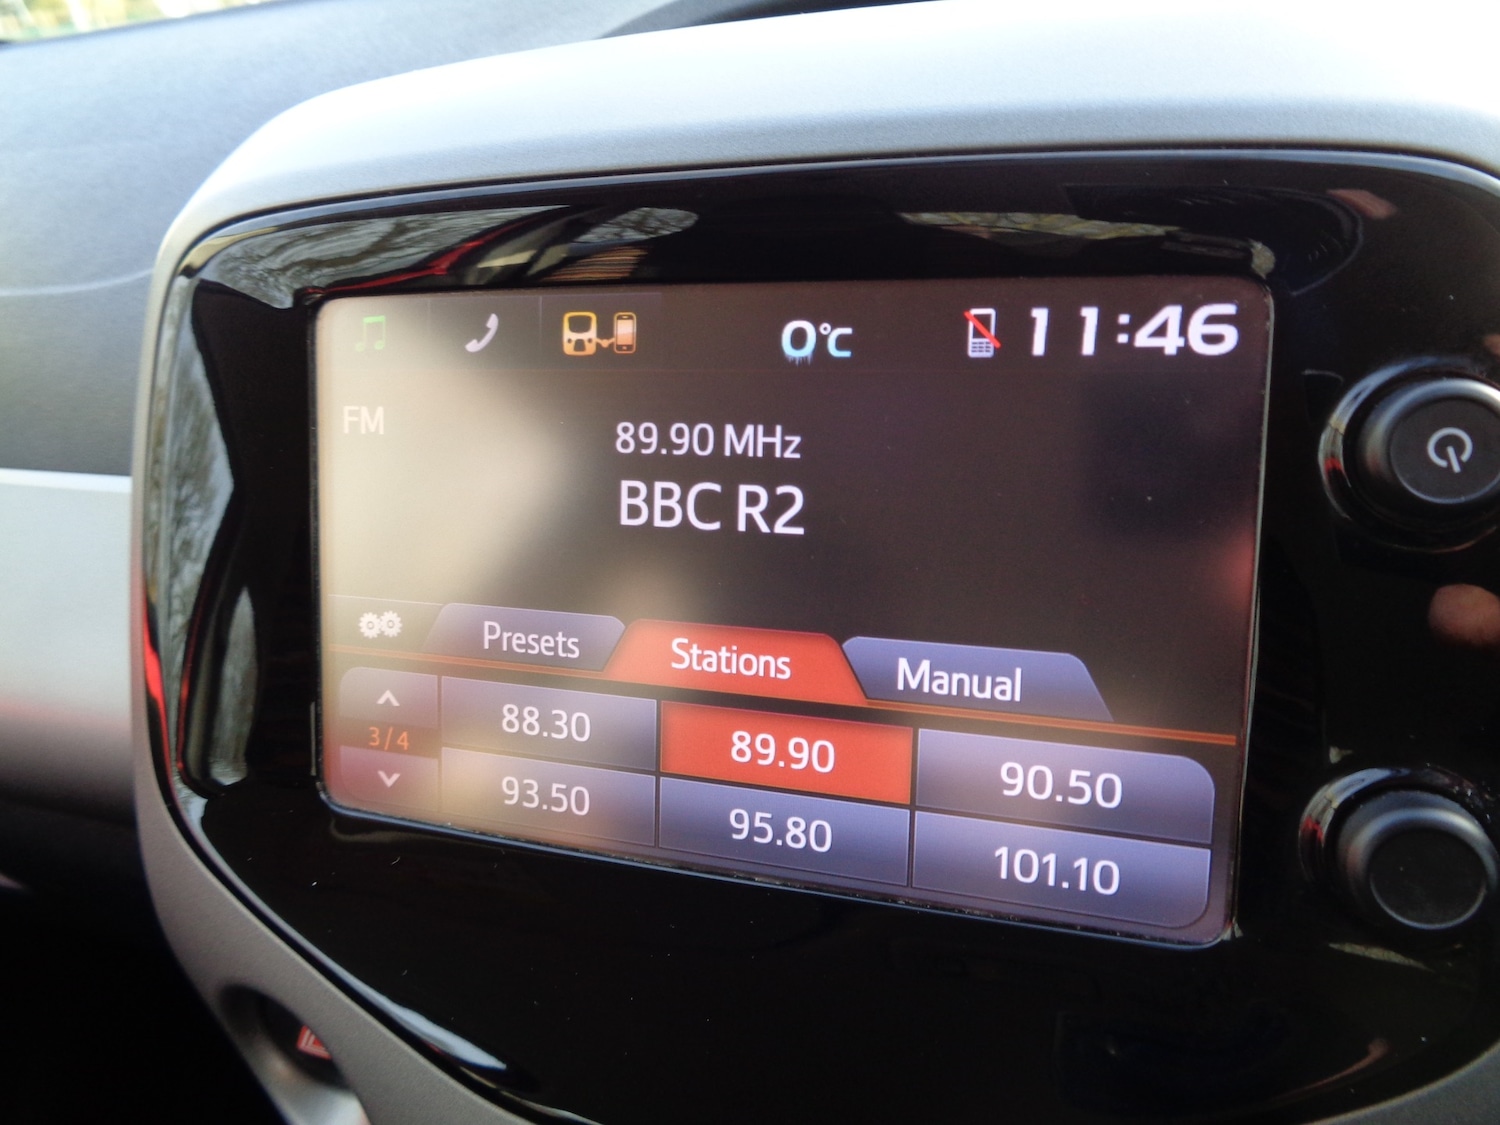 0°C 11:46
FM
89.90 MHz
BBC R2
Presets Stations Manual
3/4
88.30 89.90 90.50
93.50 95.80 101.10